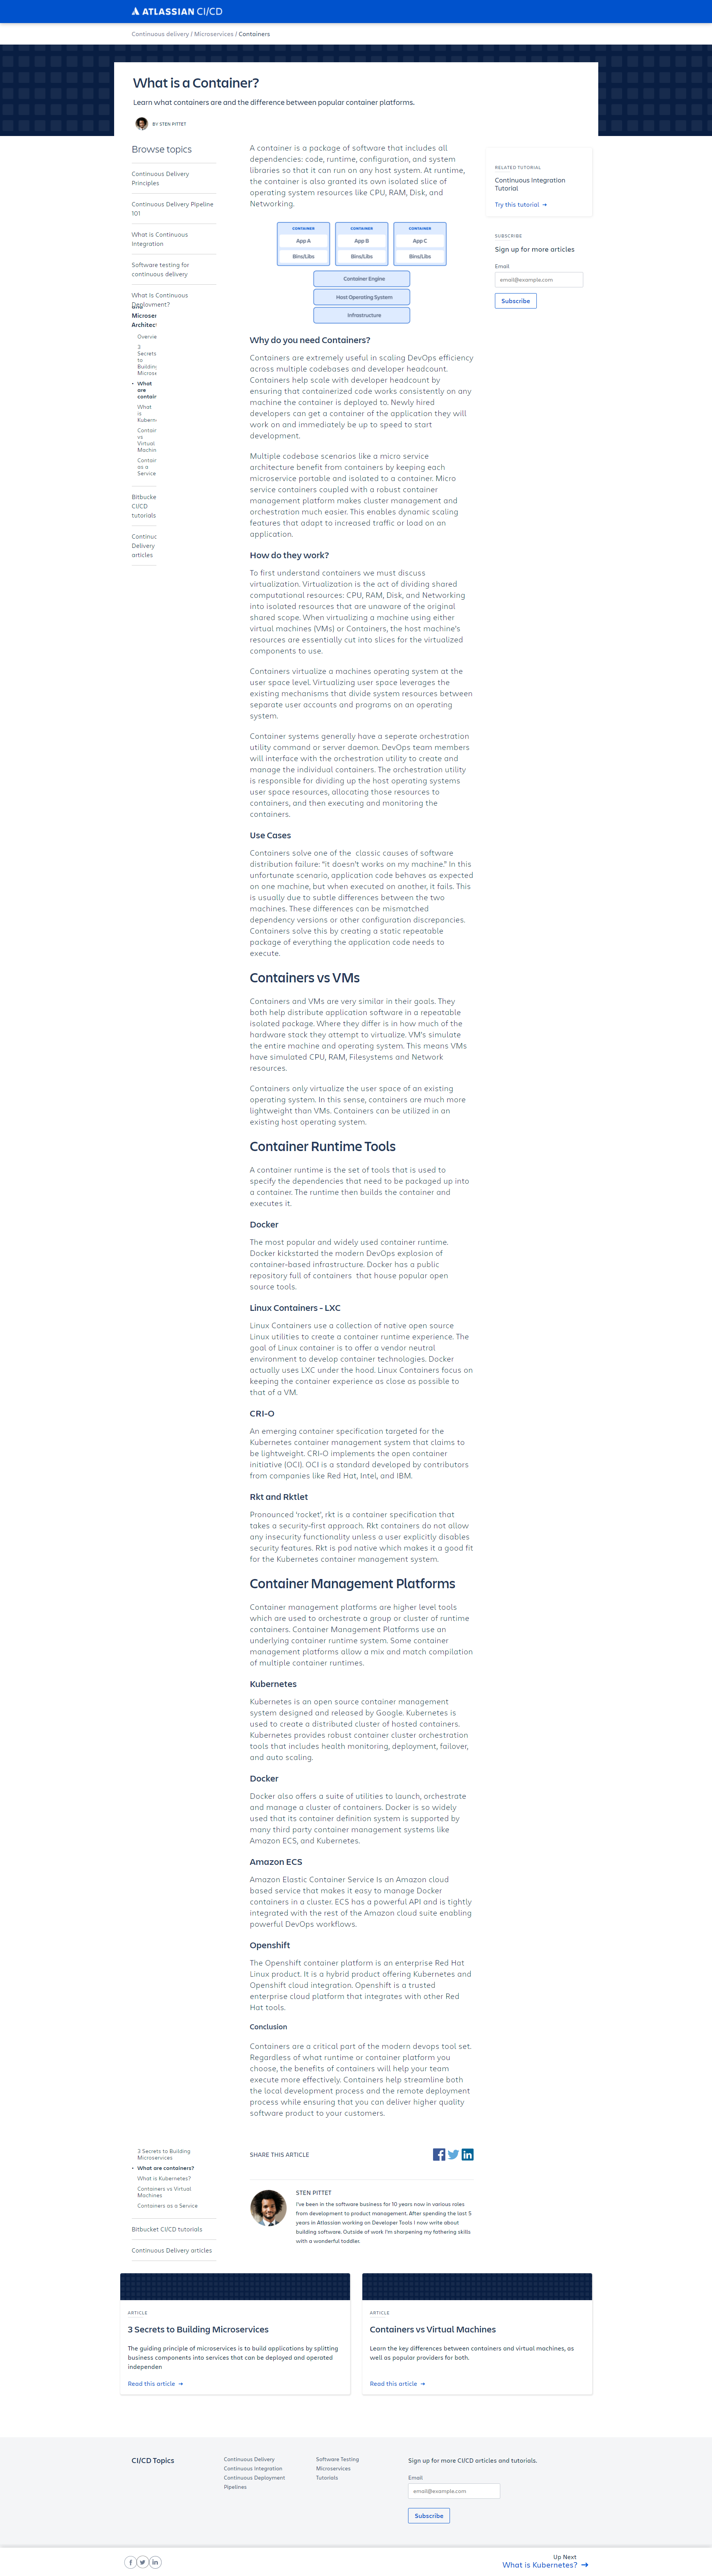 ATLASSIAN CI/CD
Continuous delivery / Microservices / Containers
What is a Container?
Learn what containers are and the difference between popular container platforms.
BY STEN PITTET
Browse topics
Continuous Delivery
Principles
Continuous Delivery Pipeline
101
What is Continuous
Integration
Software testing for
continuous delivery
What Is Continuous
Deployment?
Microser
Architect
Overvie
3
Secrets
to
Building
Microse
What
are
contain
What
is
Kuberne
Contain
vs
Virtual
Machin
Contain
as a
Service
Bitbucke
CI/CD
tutorials
Continuo
Delivery
articles
A container is a package of software that includes all
dependencies: code, runtime, configuration, and system
libraries so that it can run on any host system. At runtime,
the container is also granted its own isolated slice of
operating system resources like CPU, RAM, Disk, and
Networking.
CONTAINER CONTAINER CONTAINER
App A App B App C
Bins/Libs Bins/Libs Bins/Libs
Container Engine
Host Operating System
Infrastructure
Why do you need Containers?
Containers are extremely useful in scaling DevOps efficiency
across multiple codebases and developer headcount.
Containers help scale with developer headcount by
ensuring that containerized code works consistently on any
machine the container is deployed to. Newly hired
developers can get a container of the application they will
work on and immediately be up to speed to start
development.
Multiple codebase scenarios like a micro service
architecture benefit from containers by keeping each
microservice portable and isolated to a container. Micro
service containers coupled with a robust container
management platform makes cluster management and
orchestration much easier. This enables dynamic scaling
features that adapt to increased traffic or load on an
application.
How do they work?
To first understand containers we must discuss
virtualization. Virtualization is the act of dividing shared
computational resources: CPU, RAM, Disk, and Networking
into isolated resources that are unaware of the original
shared scope. When virtualizing a machine using either
virtual machines (VMs) or Containers, the host machine's
resources are essentially cut into slices for the virtualized
components to use.
Containers virtualize a machines operating system at the
user space level. Virtualizing user space leverages the
existing mechanisms that divide system resources between
separate user accounts and programs on an operating
system.
Container systems generally have a seperate orchestration
utility command or server daemon. DevOps team members
will interface with the orchestration utility to create and
manage the individual containers. The orchestration utility
is responsible for dividing up the host operating systems
user space resources, allocating those resources to
containers, and then executing and monitoring the
containers.
Use Cases
Containers solve one of the classic causes of software
distribution failure: "it doesn't works on my machine." In this
unfortunate scenario, application code behaves as expected
on one machine, but when executed on another, it fails. This
is usually due to subtle differences between the two
machines. These differences can be mismatched
dependency versions or other configuration discrepancies.
Containers solve this by creating a static repeatable
package of everything the application code needs to
execute.
Containers vs VMs
Containers and VMs are very similar in their goals. They
both help distribute application software in a repeatable
isolated package. Where they differ is in how much of the
hardware stack they attempt to virtualize. VM's simulate
the entire machine and operating system. This means VMs
have simulated CPU, RAM, Filesystems and Network
resources.
Containers only virtualize the user space of an existing
operating system. In this sense, containers are much more
lightweight than VMs. Containers can be utilized in an
existing host operating system.
Container Runtime Tools
A container runtime is the set of tools that is used to
specify the dependencies that need to be packaged up into
a container. The runtime then builds the container and
executes it.
Docker
The most popular and widely used container runtime.
Docker kickstarted the modern DevOps explosion of
container-based infrastructure. Docker has a public
repository full of containers that house popular open
source tools.
Linux Containers - LXC
Linux Containers use a collection of native open source
Linux utilities to create a container runtime experience. The
goal of Linux container is to offer a vendor neutral
environment to develop container technologies. Docker
actually uses LXC under the hood. Linux Containers focus on
keeping the container experience as close as possible to
that of a VM.
CRI-O
An emerging container specification targeted for the
Kubernetes container management system that claims to
be lightweight. CRI-O implements the open container
initiative (OCI). OCI is a standard developed by contributors
from companies like Red Hat, Intel, and IBM.
Rkt and Rktlet
Pronounced 'rocket', rkt is a container specification that
takes a security-first approach. Rkt containers do not allow
any insecurity functionality unless a user explicitly disables
security features. Rkt is pod native which makes it a good fit
for the Kubernetes container management system.
Container Management Platforms
Container management platforms are higher level tools
which are used to orchestrate a group or cluster of runtime
containers. Container Management Platforms use an
underlying container runtime system. Some container
management platforms allow a mix and match compilation
of multiple container runtimes.
Kubernetes
Kubernetes is an open source container management
system designed and released by Google. Kubernetes is
used to create a distributed cluster of hosted containers.
Kubernetes provides robust container cluster orchestration
tools that includes health monitoring, deployment, failover,
and auto scaling.
Docker
Docker also offers a suite of utilities to launch, orchestrate
and manage a cluster of containers. Docker is so widely
used that its container definition system is supported by
many third party container management systems like
Amazon ECS, and Kubernetes.
Amazon ECS
Amazon Elastic Container Service Is an Amazon cloud
based service that makes it easy to manage Docker
containers in a cluster. ECS has a powerful API and is tightly
integrated with the rest of the Amazon cloud suite enabling
powerful DevOps workflows.
Openshift
The Openshift container platform is an enterprise Red Hat
Linux product. It is a hybrid product offering Kubernetes and
Openshift cloud integration. Openshift is a trusted
enterprise cloud platform that integrates with other Red
Hat tools.
Conclusion
Containers are a critical part of the modern devops tool set.
Regardless of what runtime or container platform you
choose, the benefits of containers will help your team
execute more effectively. Containers help streamline both
the local development process and the remote deployment
process while ensuring that you can deliver higher quality
software product to your customers.
RELATED TUTORIAL
Continuous Integration
Tutorial
Try this tutorial →
SUBSCRIBE
Sign up for more articles
Email
email@example.com
Subscribe
3 Secrets to Building
Microservices
What are containers?
What is Kubernetes?
Containers vs Virtual
Machines
Containers as a Service
Bitbucket CI/CD tutorials
Continuous Delivery articles
SHARE THIS ARTICLE
STEN PITTET
I've been in the software business for 10 years now in various roles
from development to product management. After spending the last 5
years in Atlassian working on Developer Tools I now write about
building software. Outside of work I'm sharpening my fathering skills
with a wonderful toddler.
ARTICLE
3 Secrets to Building Microservices
The guiding principle of microservices is to build applications by splitting
business components into services that can be deployed and operated
independen
Read this article →
ARTICLE
Containers vs Virtual Machines
Learn the key differences between containers and virtual machines, as
well as popular providers for both.
Read this article →
CI/CD Topics
Continuous Delivery
Continuous Integration
Continuous Deployment
Pipelines
Software Testing
Microservices
Tutorials
Sign up for more CI/CD articles and tutorials.
Email
email@example.com
Subscribe
Up Next
What is Kubernetes? →